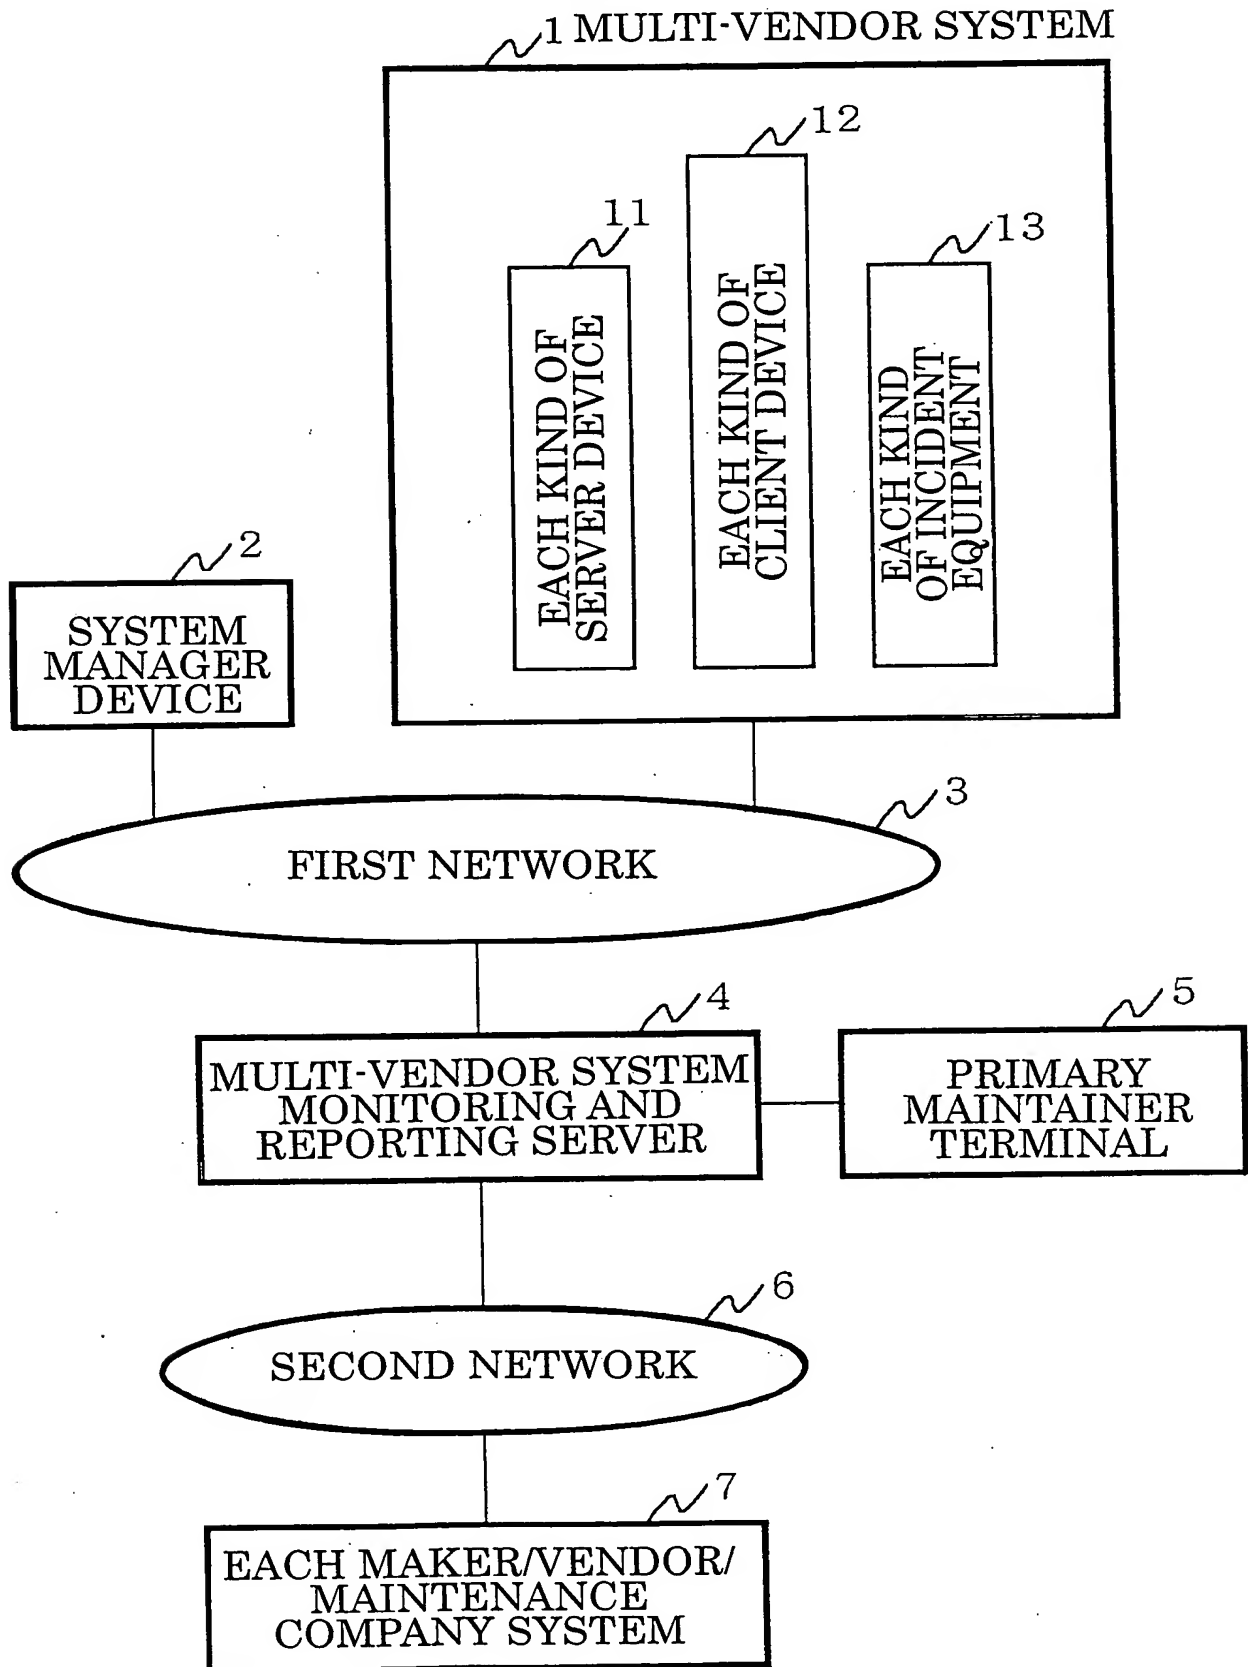 1 MULTI-VENDOR SYSTEM
12
11
13
EACH KIND OF
SERVER DEVICE
EACH KIND OF
CLIENT DEVICE
EACH KIND
OF INCIDENT
EQUIPMENT
2
SYSTEM
MANAGER
DEVICE
3
FIRST NETWORK
4
MULTI-VENDOR SYSTEM
MONITORING AND
REPORTING SERVER
5
PRIMARY
MAINTAINER
TERMINAL
6
SECOND NETWORK
7
EACH MAKER/VENDOR/
MAINTENANCE
COMPANY SYSTEM